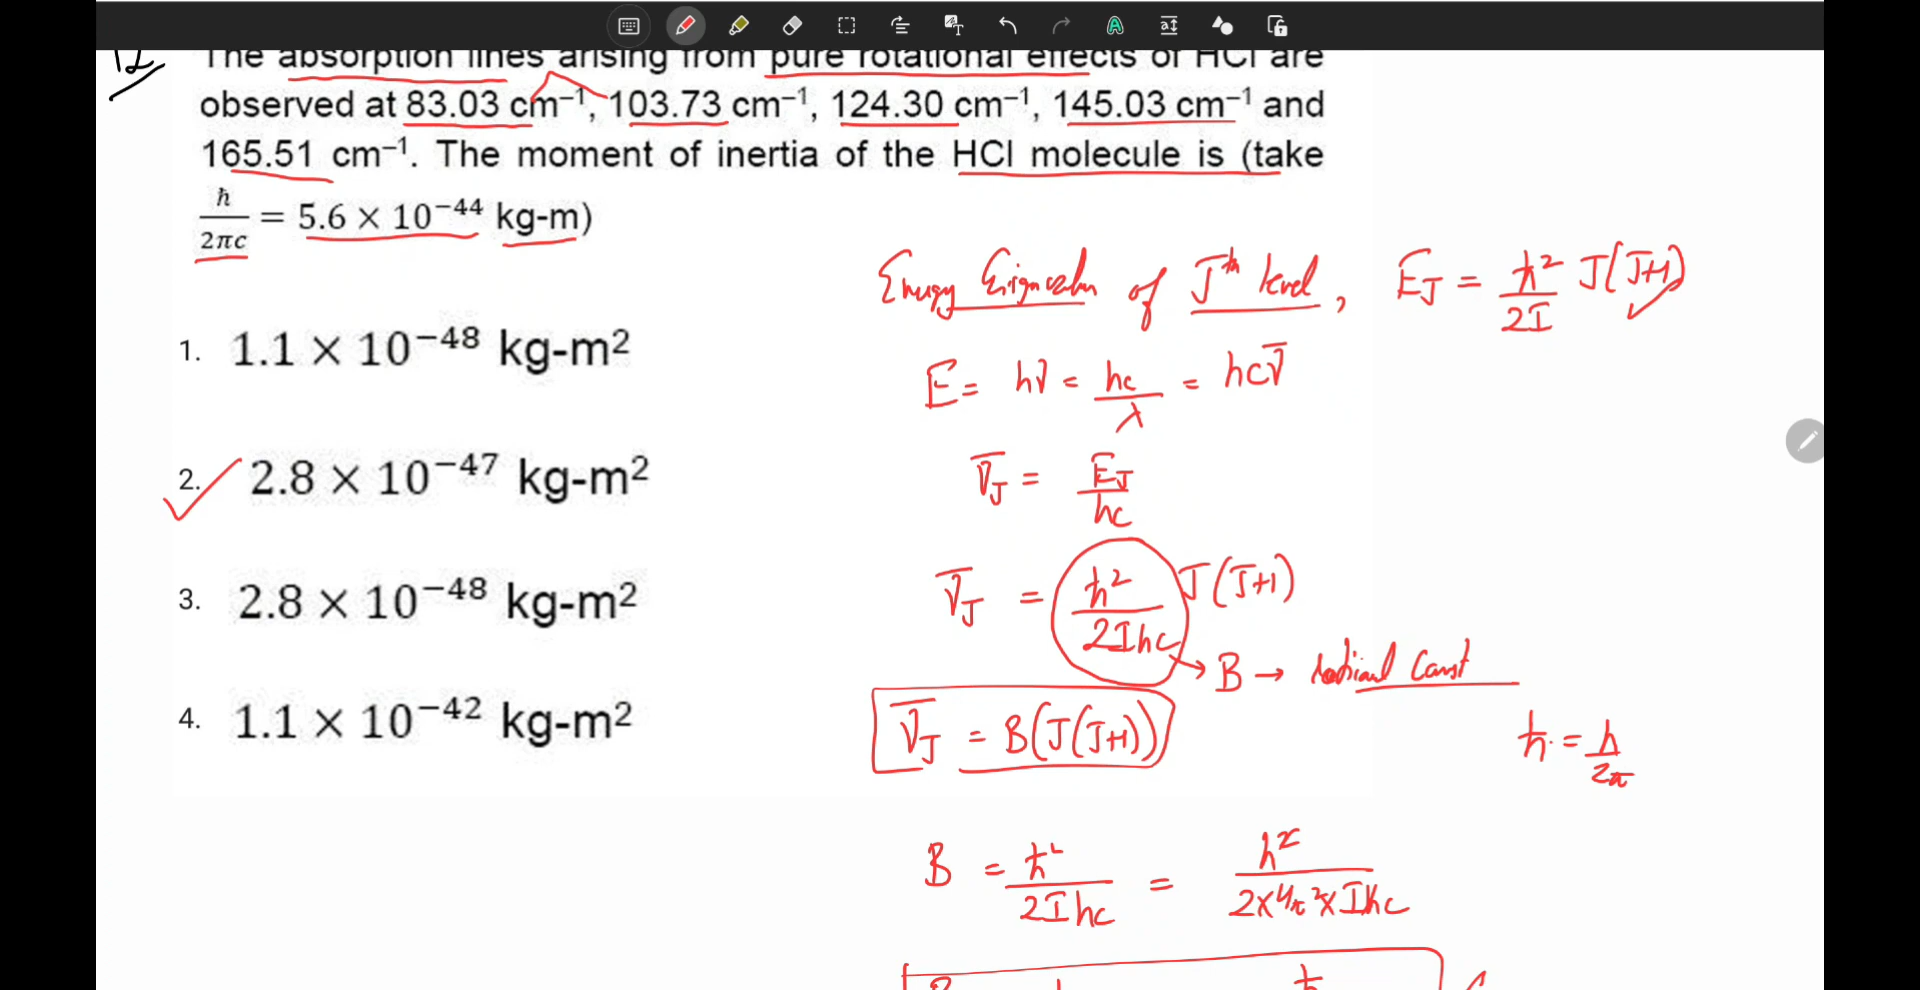 12
The absorption lines arising from pure rotational effects of HCl are
observed at 83.03 cm⁻¹, 103.73 cm⁻¹, 124.30 cm⁻¹, 145.03 cm⁻¹ and
165.51 cm⁻¹. The moment of inertia of the HCl molecule is (take
ħ/2πc = 5.6 × 10⁻⁴⁴ kg-m)
1. 1.1 × 10⁻⁴⁸ kg-m²
2. 2.8 × 10⁻⁴⁷ kg-m²
3. 2.8 × 10⁻⁴⁸ kg-m²
4. 1.1 × 10⁻⁴² kg-m²
Energy Eigenvalue of Jᵗʰ level, E_J = ħ²/2I J(J+1)
E = hν = hc/λ = hcν̅
ν̅_J = E_J/hc
ν̅_J = ħ²/2Ihc J(J+1)
→ B → Const
ν̅_J = B(J(J+1))
ħ = h/2π
B = ħ²/2Ihc = h²/2×4π²×Ihc